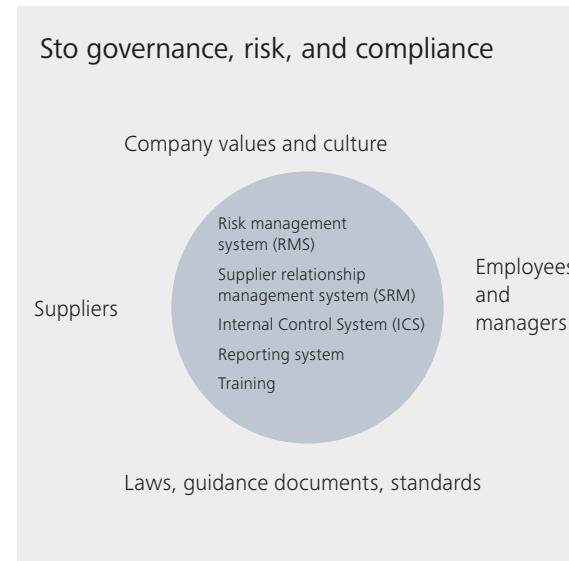 Sto governance, risk, and compliance
Company values and culture
Risk management
system (RMS)
Supplier relationship
management system (SRM)
Internal Control System (ICS)
Reporting system
Training
Suppliers
Employees
and
managers
Laws, guidance documents, standards